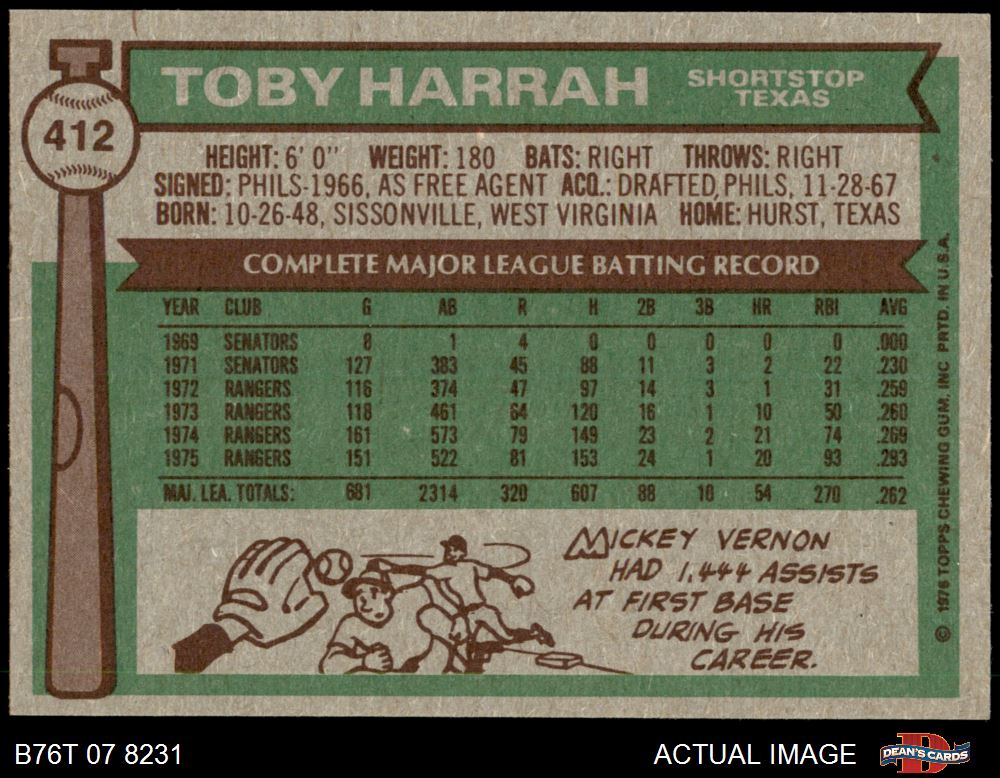 TOBY HARRAH SHORTSTOP
TEXAS
412
HEIGHT: 6' 0" WEIGHT: 180 BATS: RIGHT THROWS: RIGHT
SIGNED: PHILS-1966, AS FREE AGENT ACQ.: DRAFTED, PHILS, 11-28-67
BORN: 10-26-48, SISSONVILLE, WEST VIRGINIA HOME: HURST, TEXAS
COMPLETE MAJOR LEAGUE BATTING RECORD
YEAR CLUB G AB R H 2B 3B HR RBI AVG
1969 SENATORS 8 1 4 0 0 0 0 0 .000
1971 SENATORS 127 383 45 88 11 3 2 22 .230
1972 RANGERS 116 374 47 97 14 3 1 31 .259
1973 RANGERS 118 461 64 120 16 1 10 50 .260
1974 RANGERS 161 573 79 149 23 2 21 74 .269
1975 RANGERS 151 522 81 153 24 1 20 93 .293
MAJ. LEA. TOTALS: 681 2314 320 607 88 10 54 270 .262
MICKEY VERNON
HAD 1,444 ASSISTS
AT FIRST BASE
DURING HIS
CAREER.
© 1976 TOPPS CHEWING GUM, INC PRTD. IN U.S.A.
B76T 07 8231 ACTUAL IMAGE DEAN'S CARDS